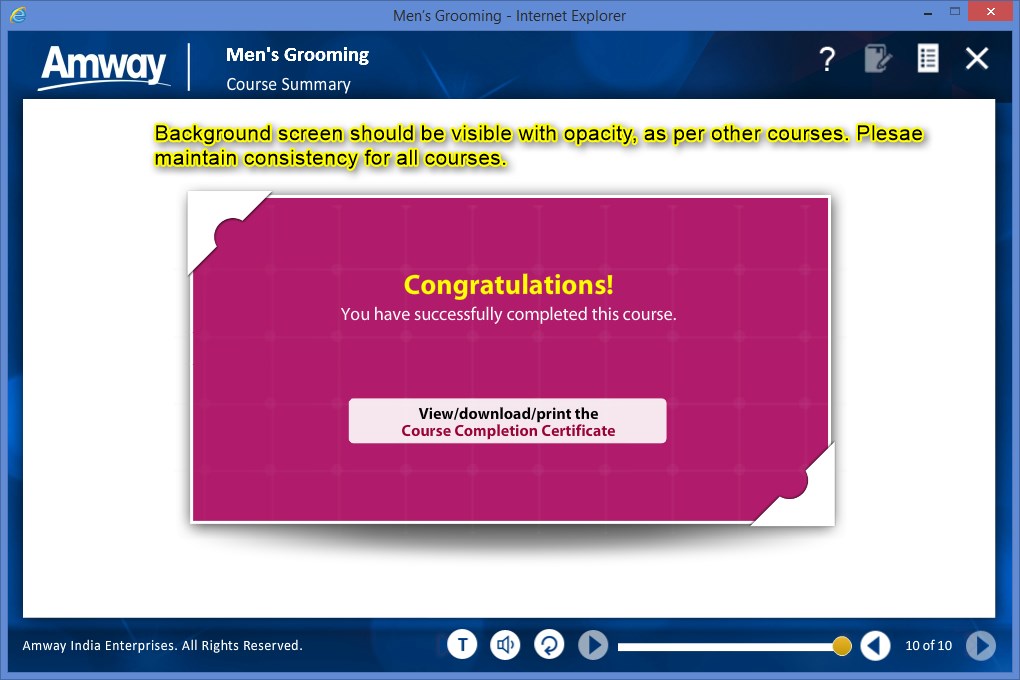 Men's Grooming - Internet Explorer
Amway
Men's Grooming
Course Summary
?
Background screen should be visible with opacity, as per other courses. Plesae
maintain consistency for all courses.
Congratulations!
You have successfully completed this course.
View/download/print the
Course Completion Certificate
Amway India Enterprises. All Rights Reserved.
T
10 of 10